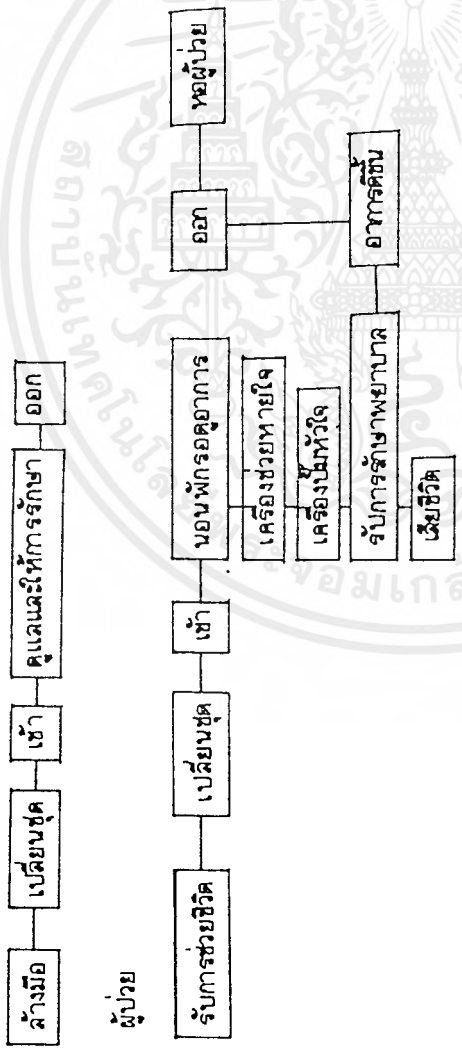 ล้างมือ
เปลี่ยนชุด
เข้า
ดูแลและให้การรักษา
ออก
ผู้ป่วย
รับการช่วยชีวิต
เปลี่ยนชุด
เข้า
นอนพักรอดูอาการ
ออก
หอผู้ป่วย
เครื่องช่วยหายใจ
เครื่องปั๊มหัวใจ
รับการรักษาพยาบาล
อาการดีขึ้น
เสียชีวิต